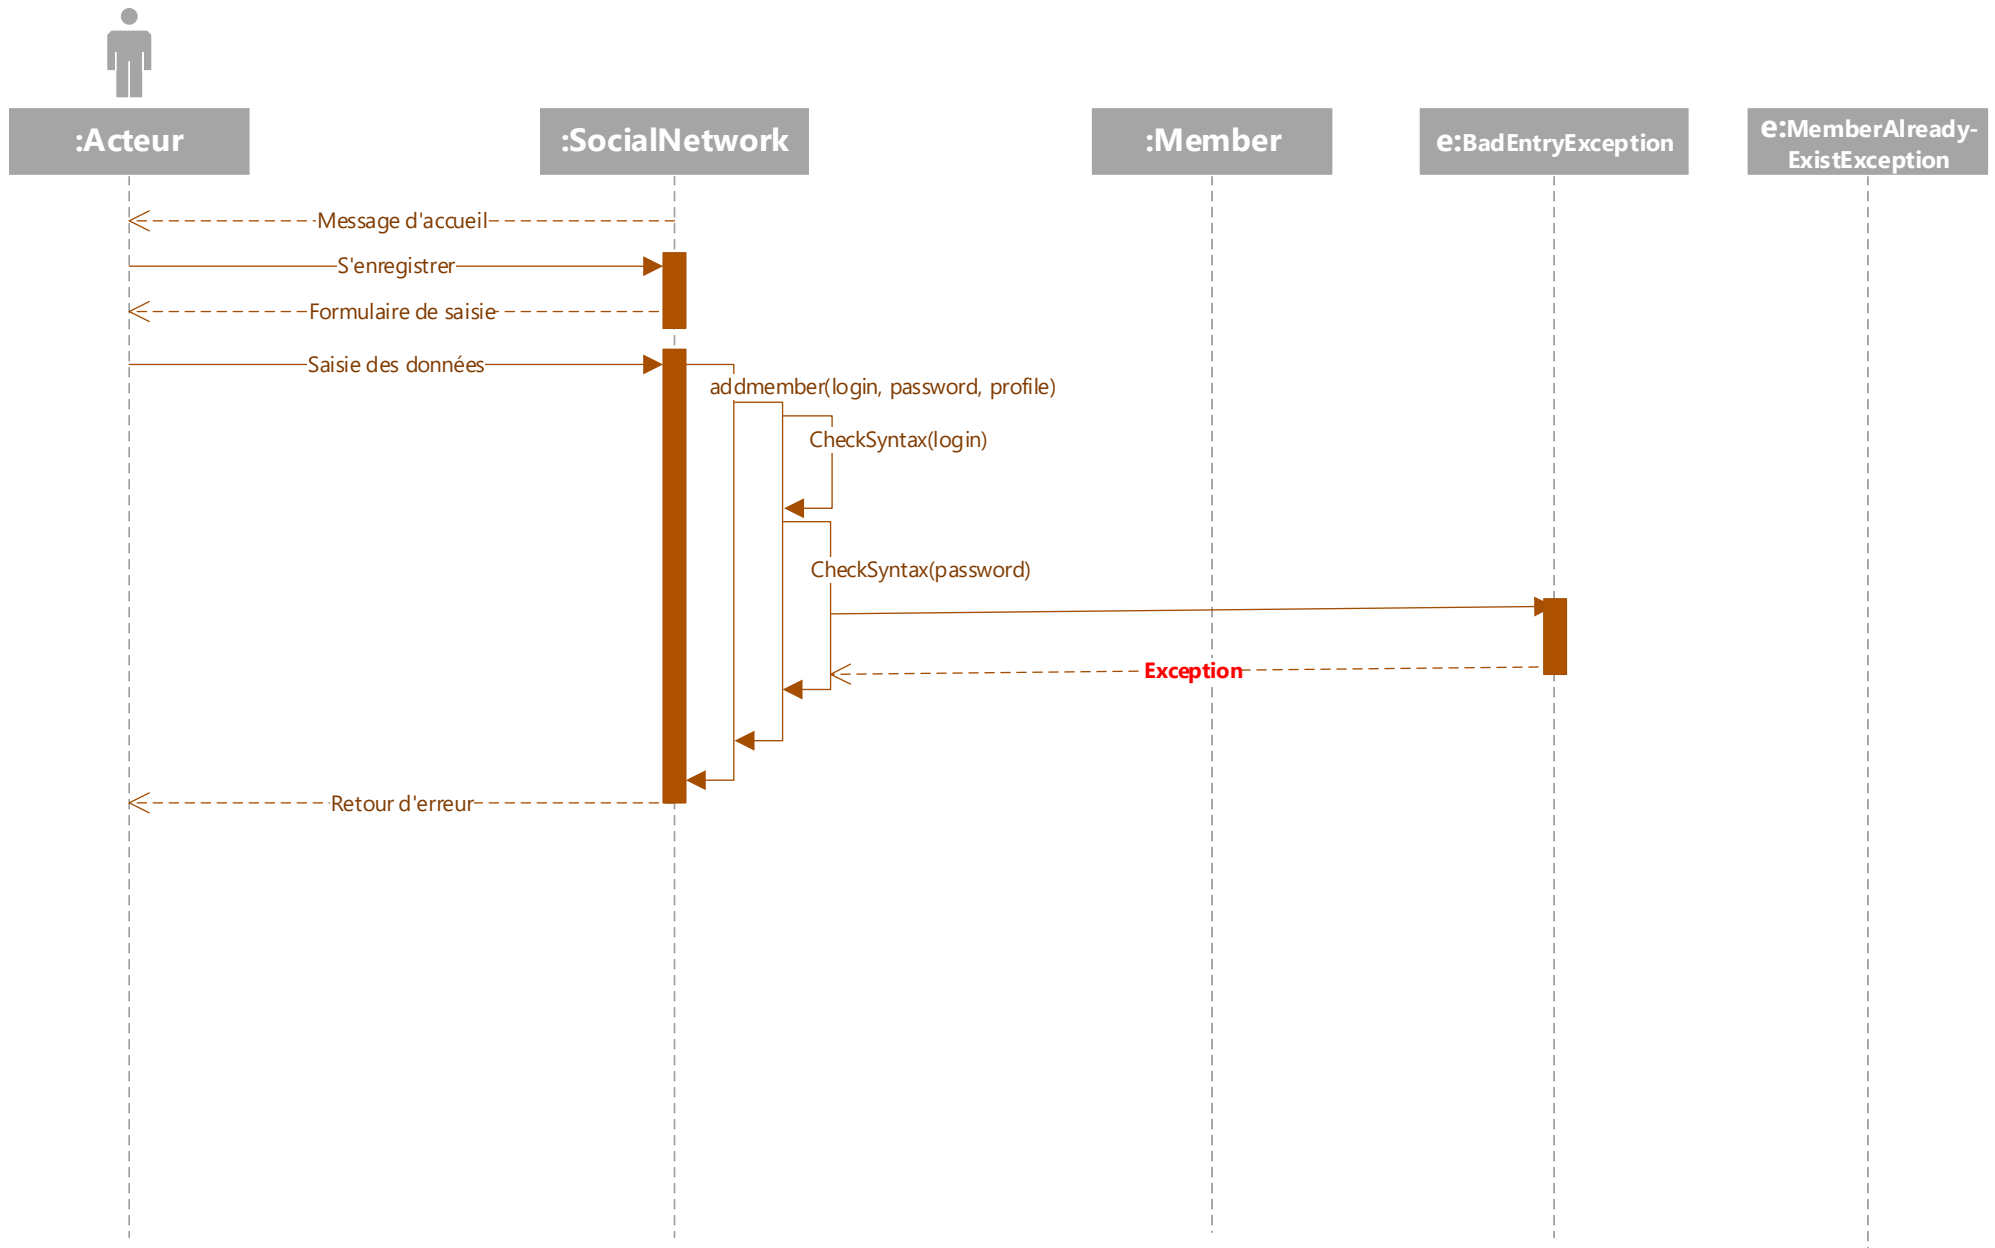 :Acteur
:SocialNetwork
:Member
e:BadEntryException
e:MemberAlready-
ExistException
Message d'accueil
S'enregistrer
Formulaire de saisie
Saisie des données
addmember(login, password, profile)
CheckSyntax(login)
CheckSyntax(password)
Exception
Retour d'erreur